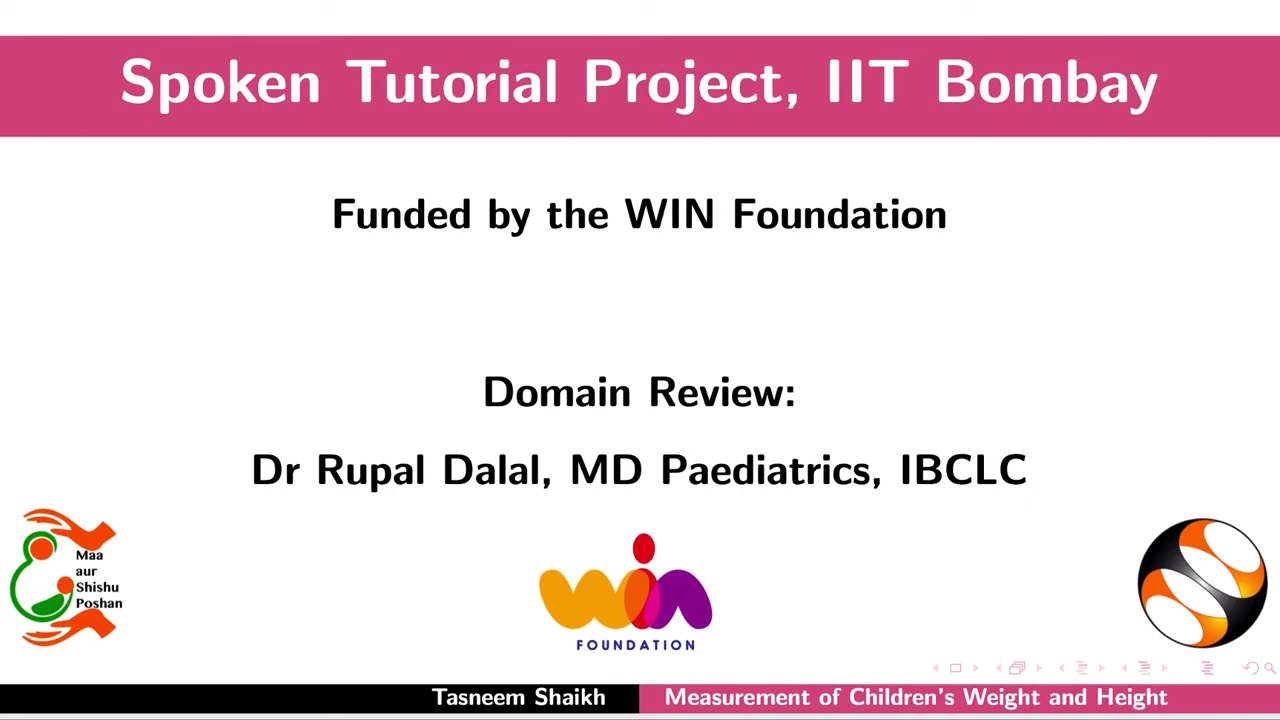 Spoken Tutorial Project, IIT Bombay
Funded by the WIN Foundation
Domain Review:
Dr Rupal Dalal, MD Paediatrics, IBCLC
Maa
aur
Shishu
Poshan
win
FOUNDATION
Tasneem Shaikh
Measurement of Children's Weight and Height